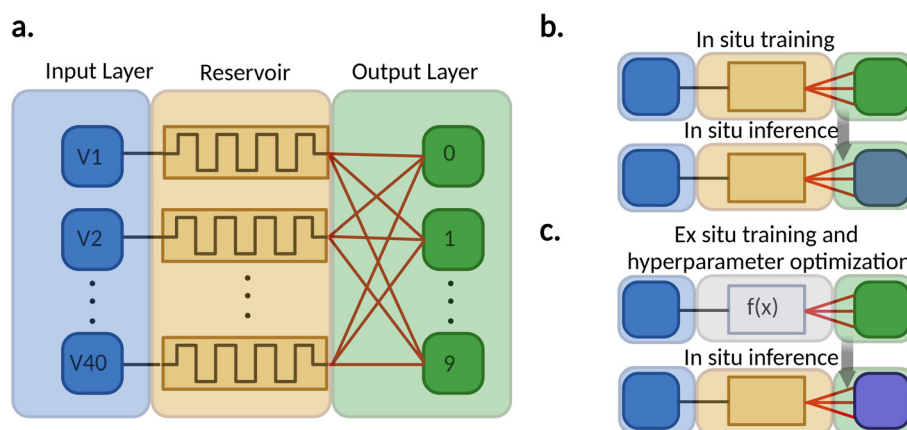 a.
Input Layer
Reservoir
Output Layer
V1
0
V2
1
V40
9
b.
In situ training
In situ inference
c.
Ex situ training and
hyperparameter optimization
f(x)
In situ inference